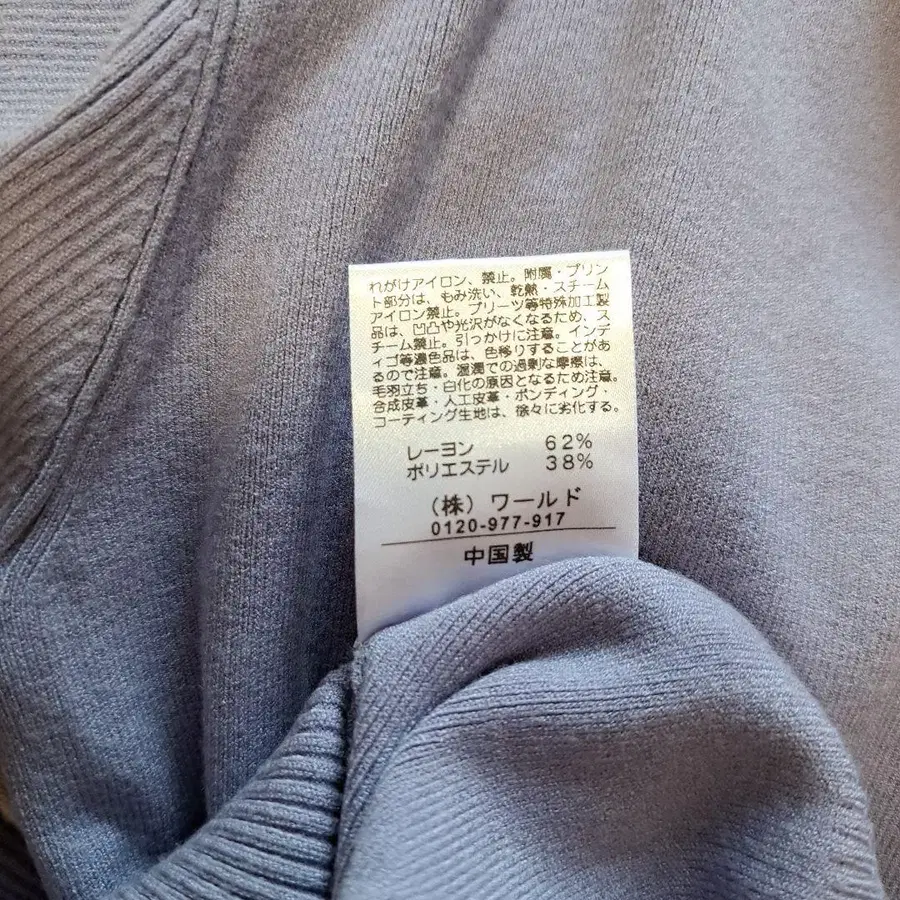 れがけアイロン、禁止。附属・プリン
ト部分は、もみ洗い、乾熱・スチーム
アイロン禁止。プリーツ等特殊加工製
品は、凹凸や光沢がなくなるため、ス
チーム禁止。引っかけに注意。インデ
ィゴ等濃色品は、色移りすることがあ
るので注意。湿潤での過剰な摩擦は、
毛羽立ち・白化の原因となるため注意。
合成皮革・人工皮革・ボンディング・
コーティング生地は、徐々に劣化する。
レーヨン 62%
ポリエステル 38%
（株）ワールド
0120-977-917
中国製